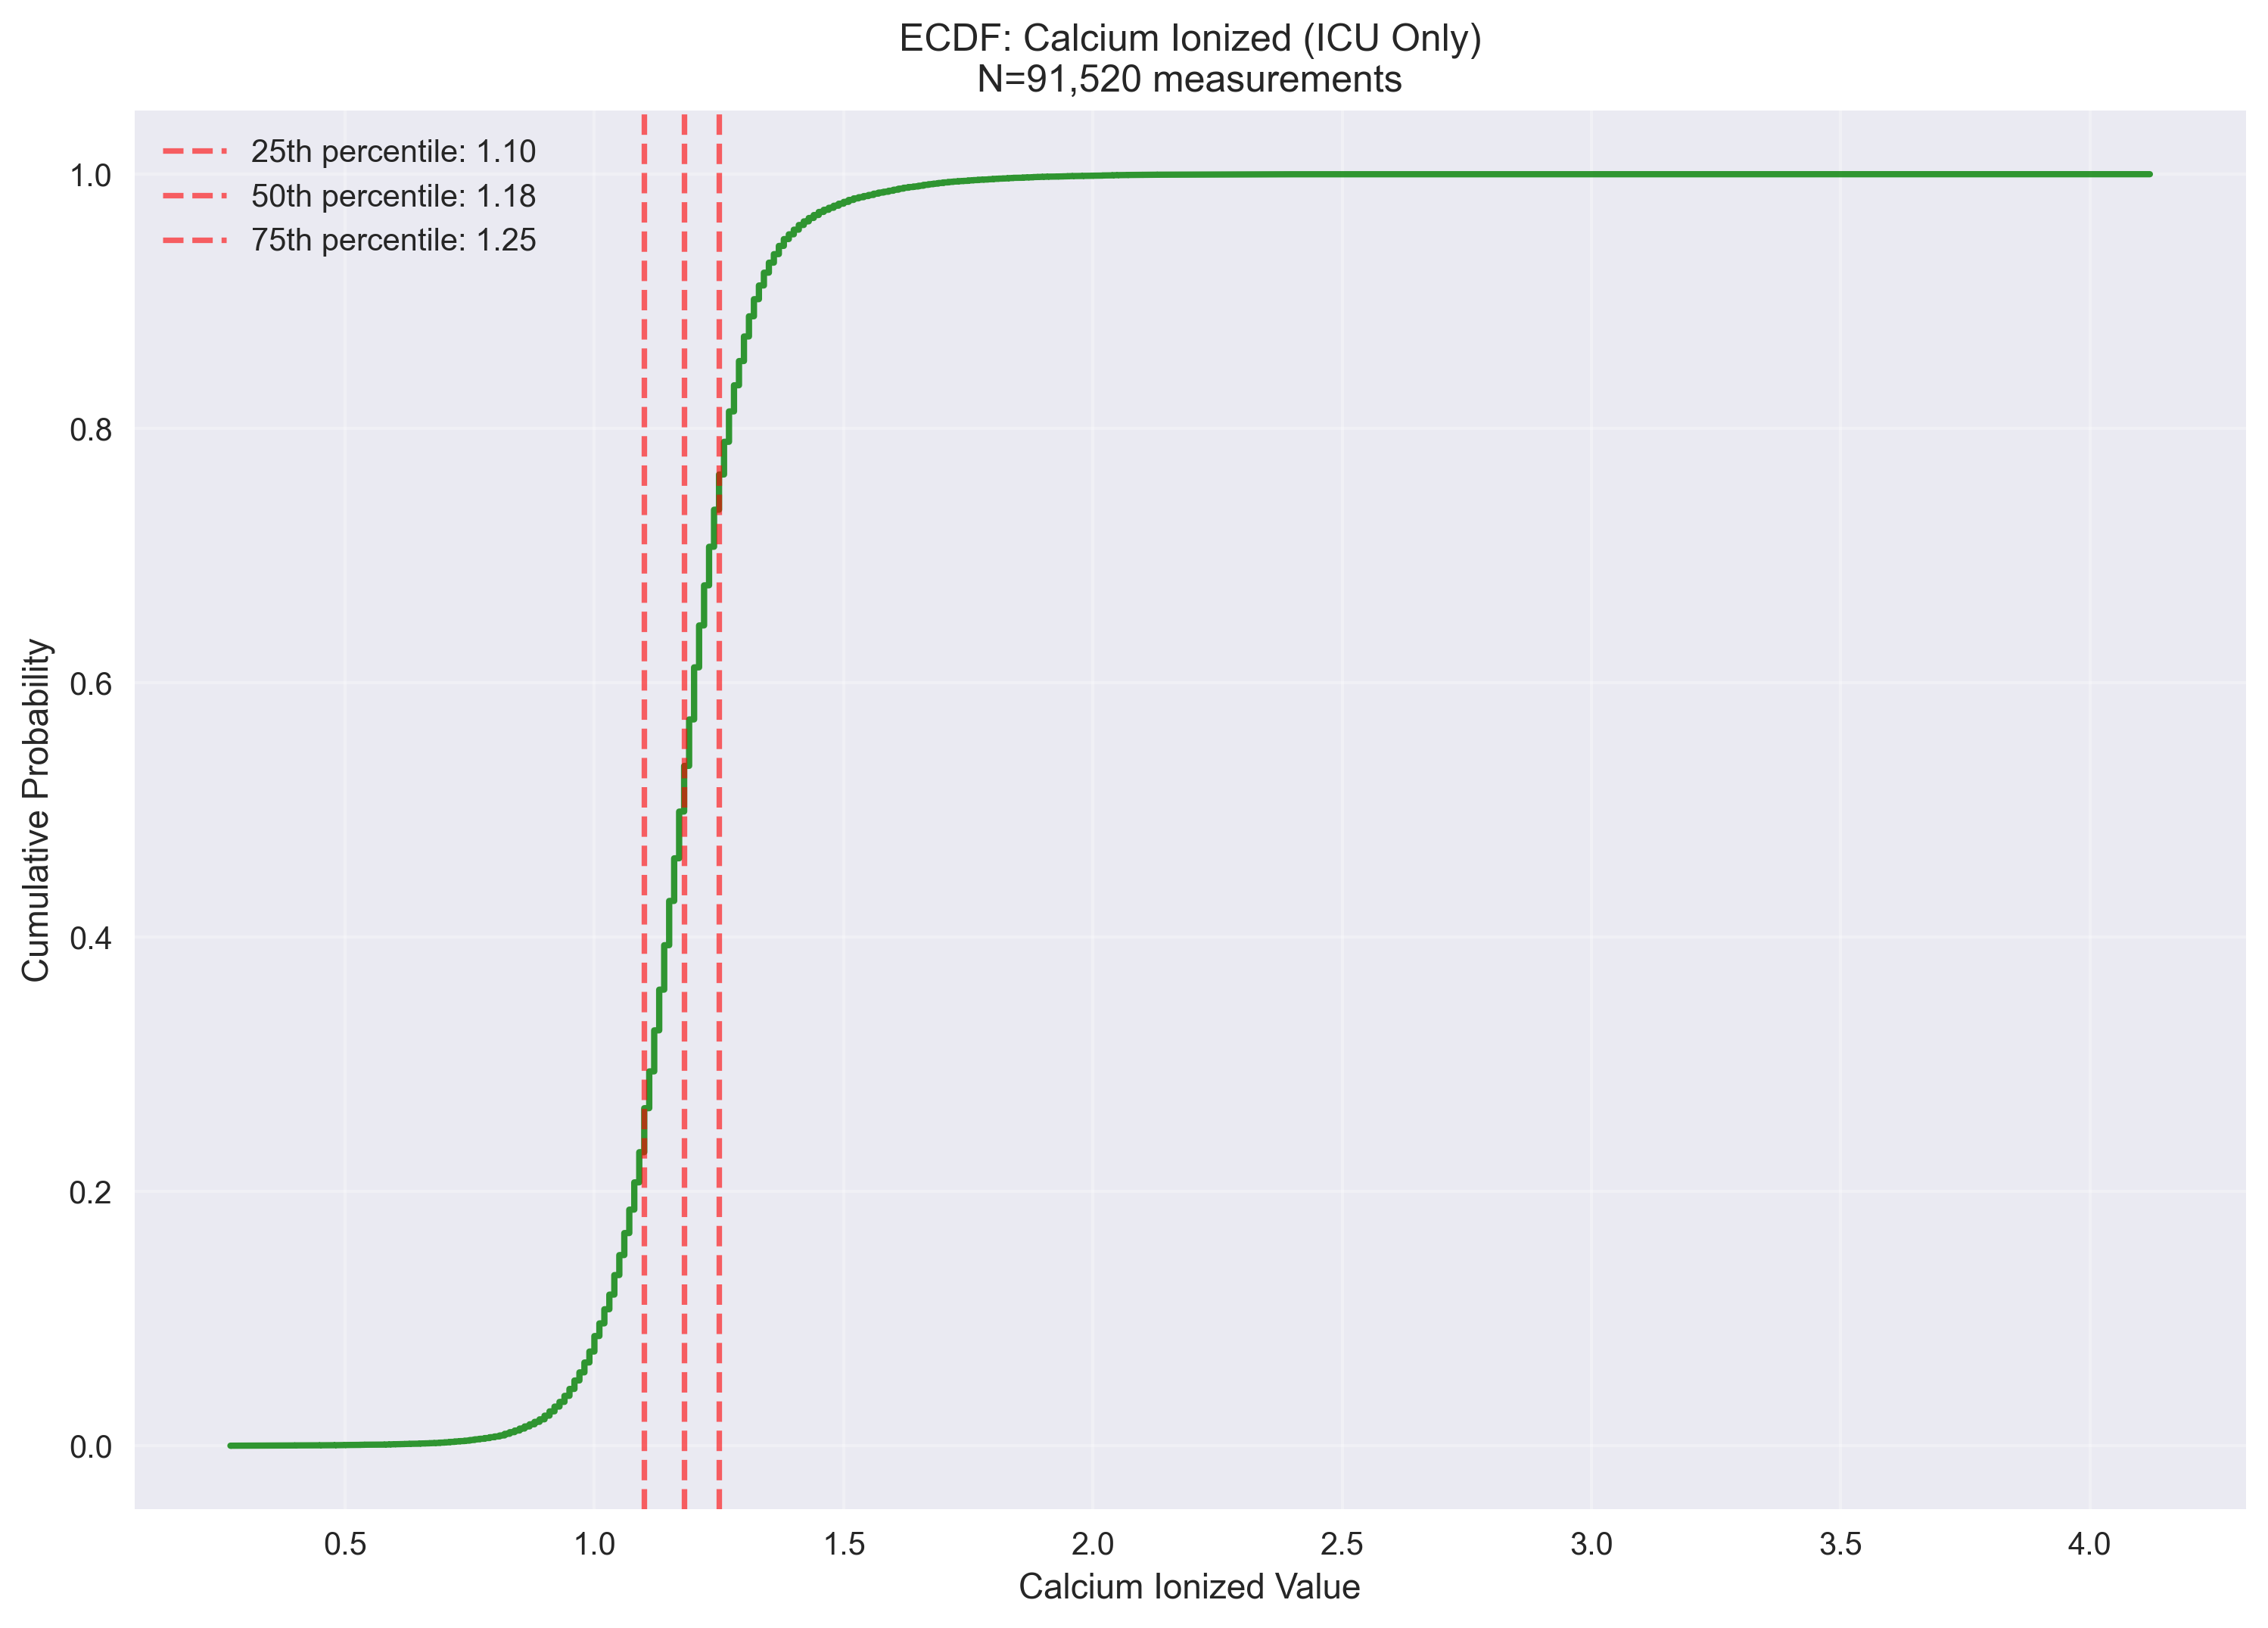 ECDF: Calcium Ionized (ICU Only)
N=91,520 measurements
25th percentile: 1.10
50th percentile: 1.18
75th percentile: 1.25
1.0
0.8
0.6
0.4
0.2
0.0
Cumulative Probability
0.5 1.0 1.5 2.0 2.5 3.0 3.5 4.0
Calcium Ionized Value